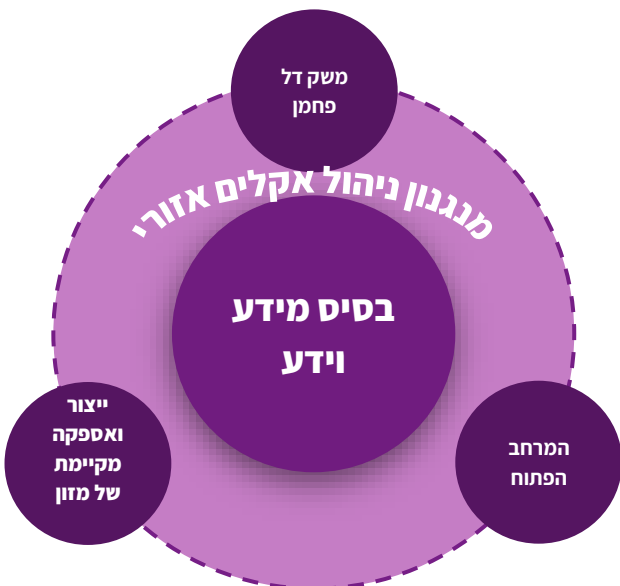 משק דל
פחמן
מנגנון ניהול אקלים אזורי
בסיס מידע
וידע
המרחב
הפתוח
ייצור
ואספקה
מקיימת
של מזון